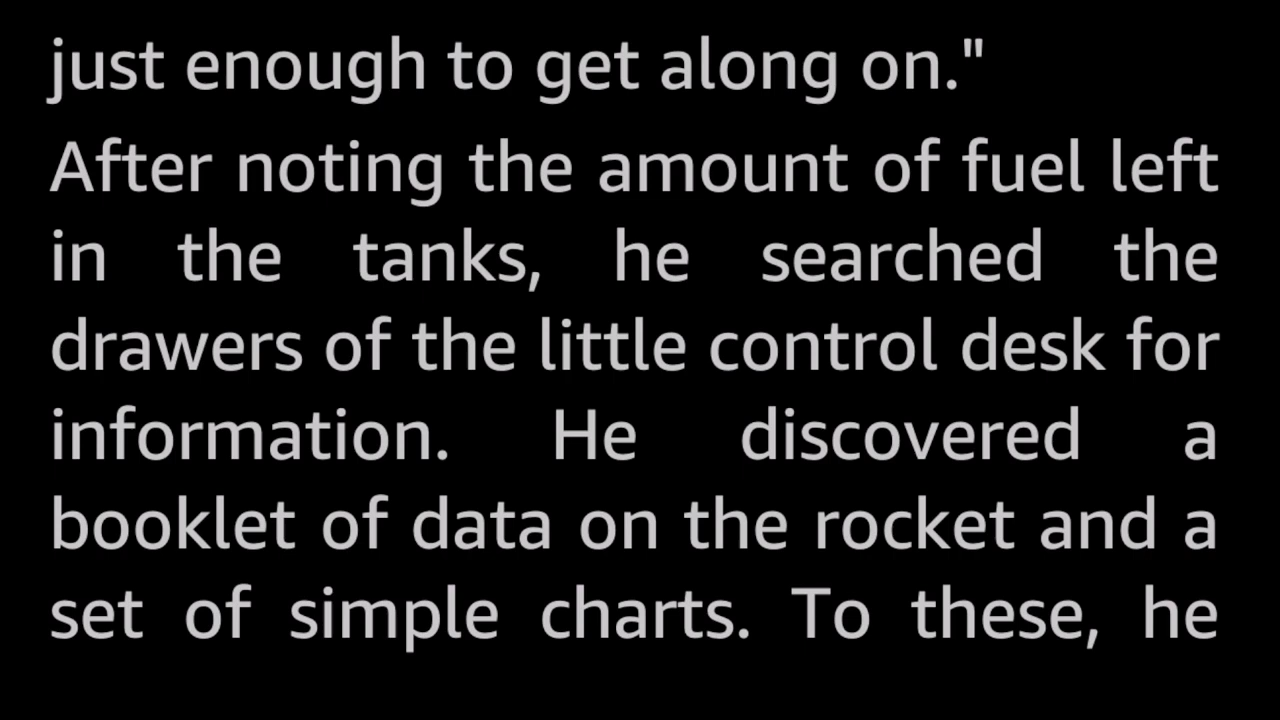 just enough to get along on."
After noting the amount of fuel left
in the tanks, he searched the
drawers of the little control desk for
information. He discovered a
booklet of data on the rocket and a
set of simple charts. To these, he